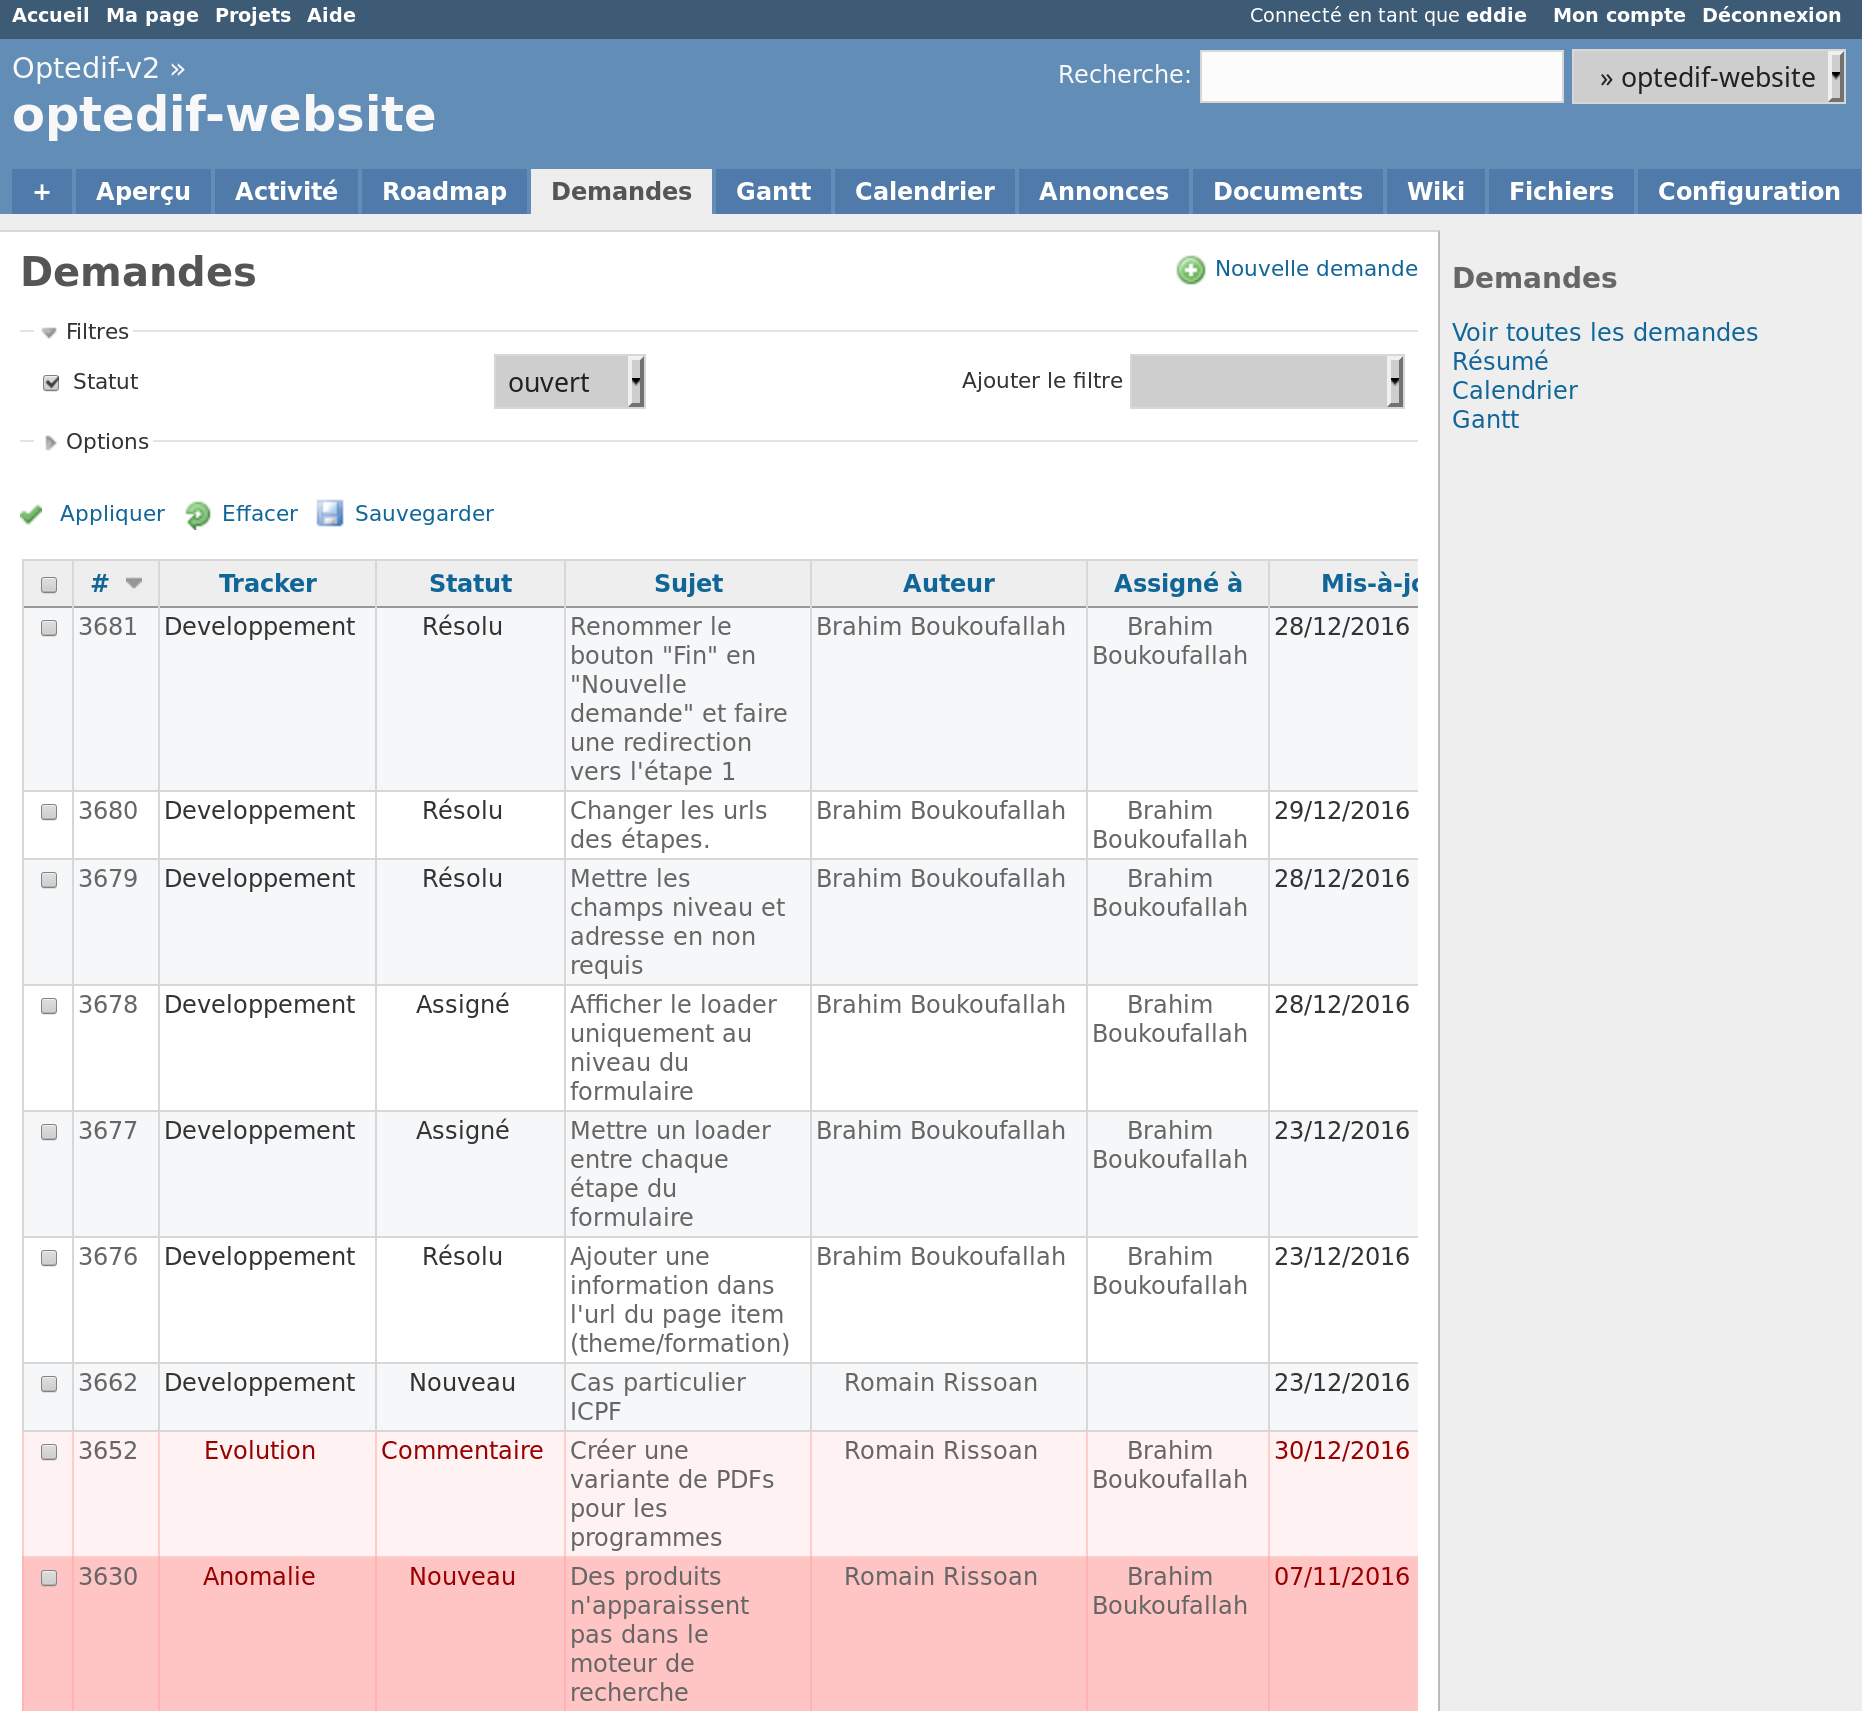 Accueil Ma page Projets Aide Connecté en tant que eddie Mon compte Déconnexion
Optedif-v2 »
Recherche: » optedif-website
optedif-website
+ Aperçu Activité Roadmap Demandes Gantt Calendrier Annonces Documents Wiki Fichiers Configuration
Demandes
Nouvelle demande
Filtres
Statut ouvert Ajouter le filtre
Options
Appliquer Effacer Sauvegarder
# Tracker Statut Sujet Auteur Assigné à Mis-à-jo
3681 Developpement Résolu Renommer le Brahim Boukoufallah Brahim 28/12/2016
bouton "Fin" en Boukoufallah
"Nouvelle
demande" et faire
une redirection
vers l'étape 1
3680 Developpement Résolu Changer les urls Brahim Boukoufallah Brahim 29/12/2016
des étapes. Boukoufallah
3679 Developpement Résolu Mettre les Brahim Boukoufallah Brahim 28/12/2016
champs niveau et Boukoufallah
adresse en non
requis
3678 Developpement Assigné Afficher le loader Brahim Boukoufallah Brahim 28/12/2016
uniquement au Boukoufallah
niveau du
formulaire
3677 Developpement Assigné Mettre un loader Brahim Boukoufallah Brahim 23/12/2016
entre chaque Boukoufallah
étape du
formulaire
3676 Developpement Résolu Ajouter une Brahim Boukoufallah Brahim 23/12/2016
information dans Boukoufallah
l'url du page item
(theme/formation)
3662 Developpement Nouveau Cas particulier Romain Rissoan 23/12/2016
ICPF
3652 Evolution Commentaire Créer une Romain Rissoan Brahim 30/12/2016
variante de PDFs Boukoufallah
pour les
programmes
3630 Anomalie Nouveau Des produits Romain Rissoan Brahim 07/11/2016
n'apparaissent Boukoufallah
pas dans le
moteur de
recherche
Demandes
Voir toutes les demandes
Résumé
Calendrier
Gantt